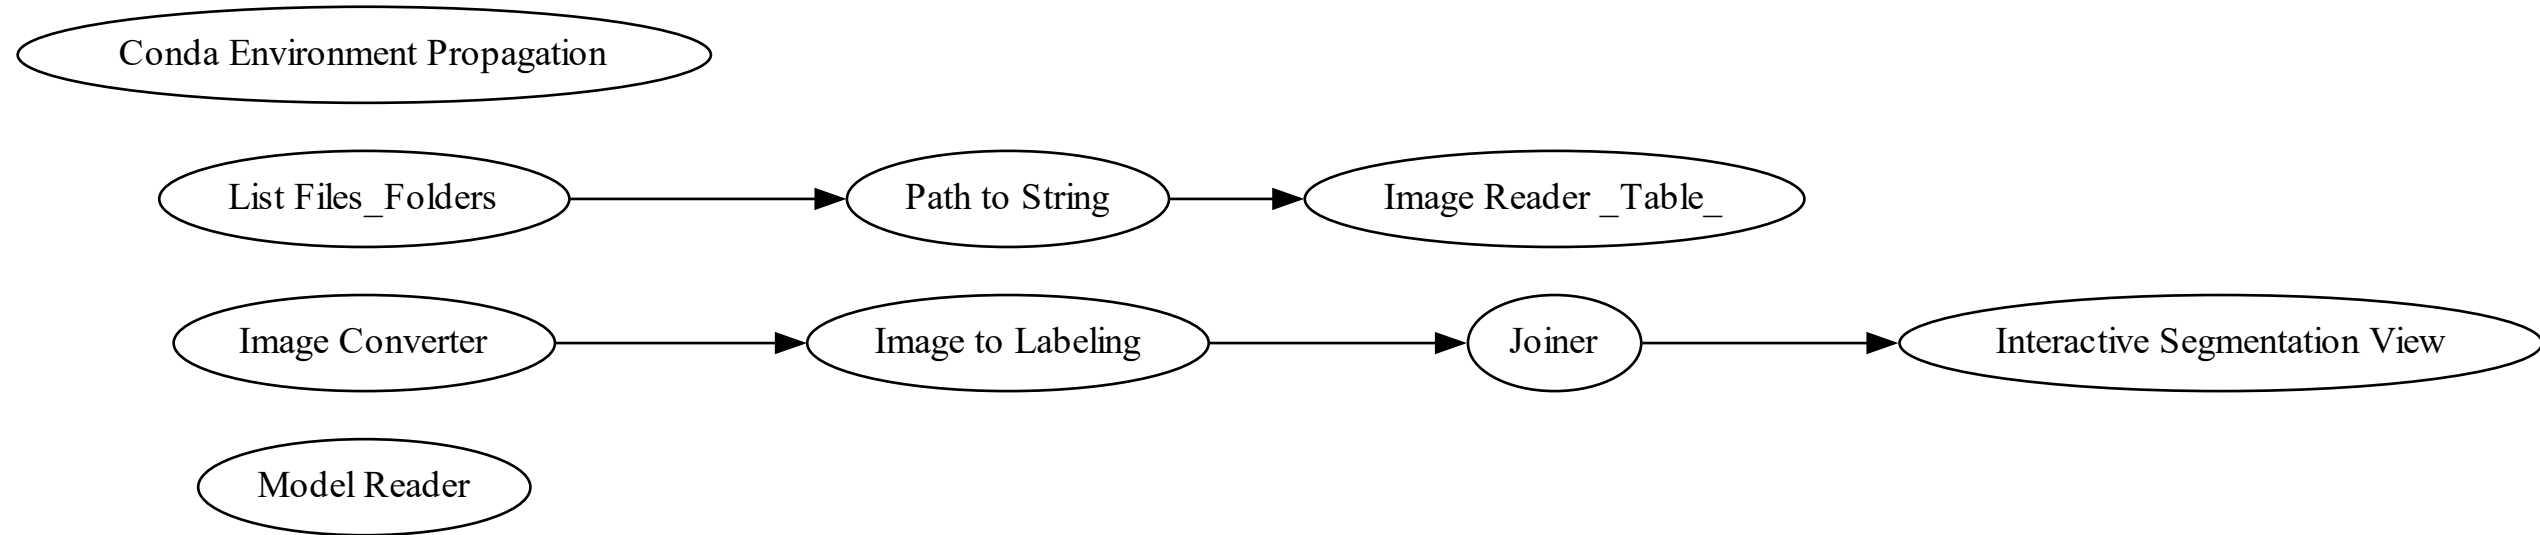 Conda Environment Propagation
List Files_Folders
Path to String
Image Reader _Table_
Image Converter
Image to Labeling
Joiner
Interactive Segmentation View
Model Reader